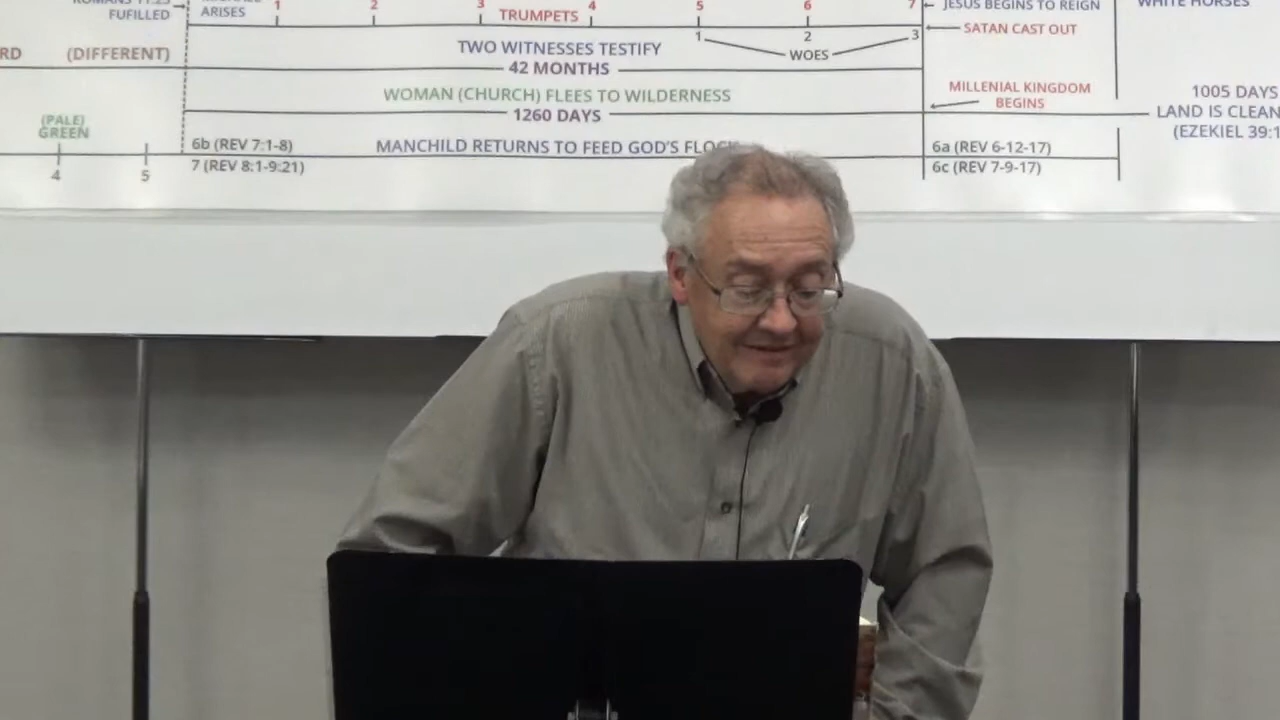 ROMANS 11:25
FUFILLED
ARISES
1 2 3 4 5 6 7
TRUMPETS
JESUS BEGINS TO REIGN
WHITE HORSES
SATAN CAST OUT
1 2 3
WOES
RD (DIFFERENT)
TWO WITNESSES TESTIFY
42 MONTHS
WOMAN (CHURCH) FLEES TO WILDERNESS
1260 DAYS
MILLENIAL KINGDOM
BEGINS
1005 DAYS
LAND IS CLEAN
(EZEKIEL 39:1
(PALE)
GREEN
4 5
6b (REV 7:1-8)
7 (REV 8:1-9:21)
MANCHILD RETURNS TO FEED GOD'S FLOCK
6a (REV 6-12-17)
6c (REV 7-9-17)